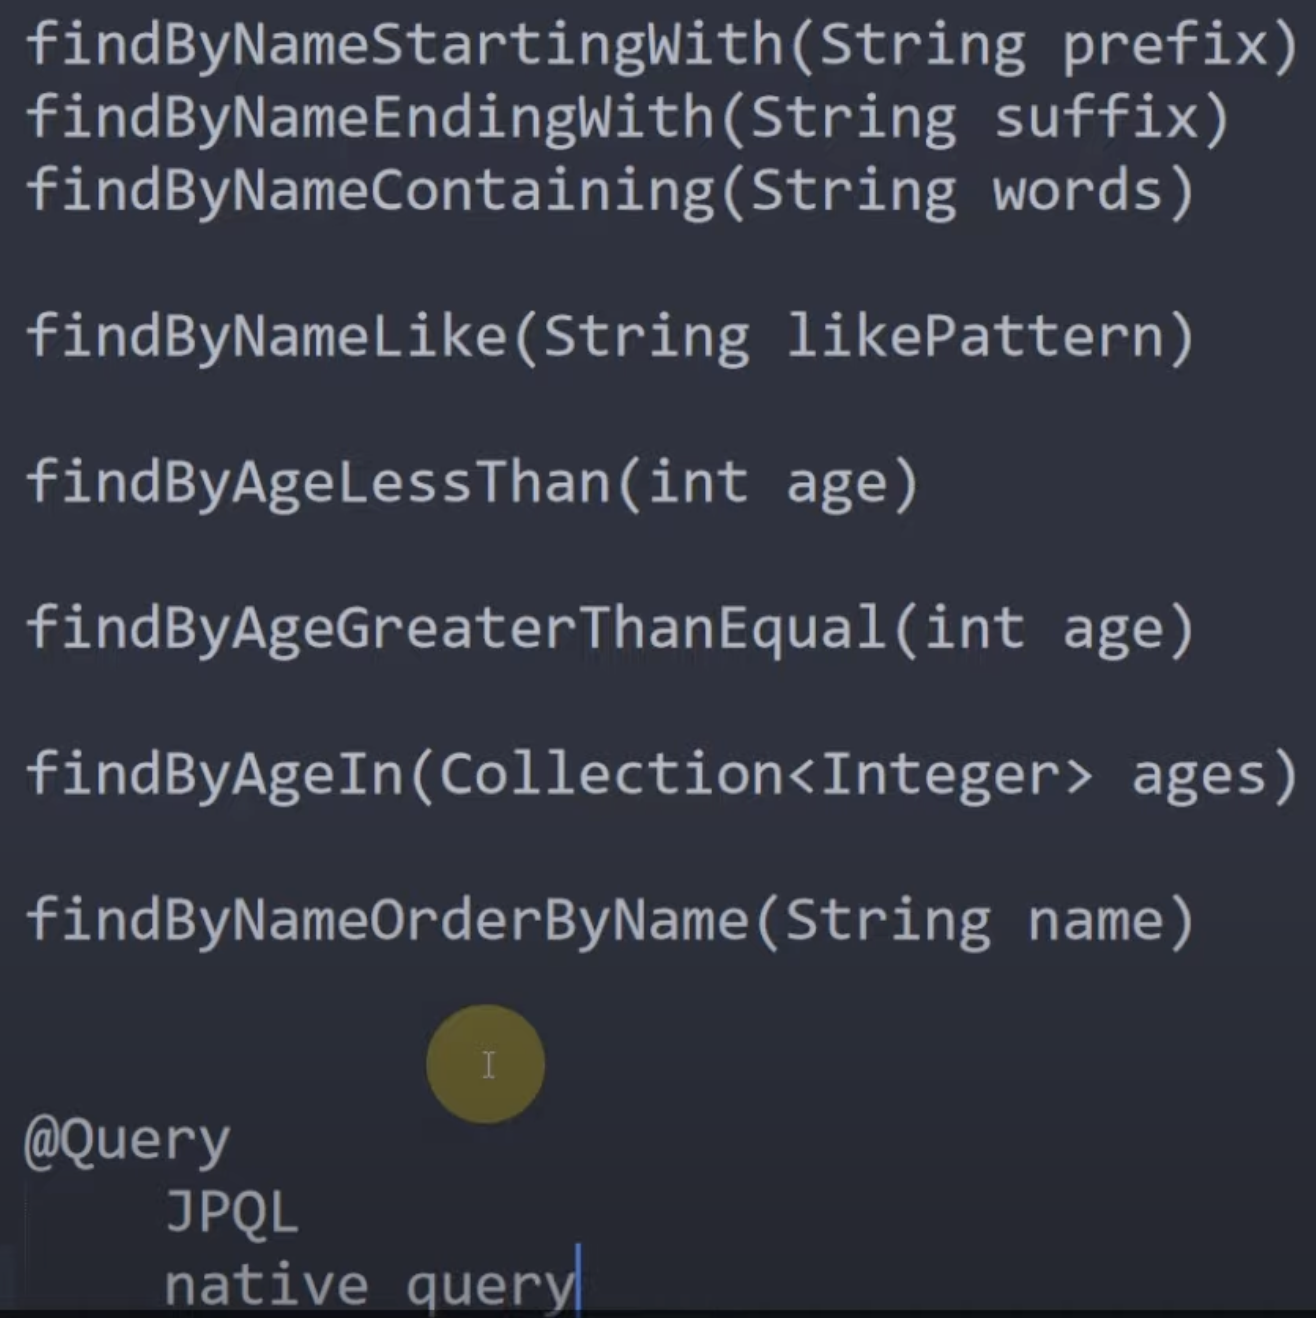 findByNameStartingWith(String prefix)
findByNameEndingWith(String suffix)
findByNameContaining(String words)
findByNameLike(String likePattern)
findByAgeLessThan(int age)
findByAgeGreaterThanEqual(int age)
findByAgeIn(Collection<Integer> ages)
findByNameOrderByName(String name)
@Query
JPQL
native query